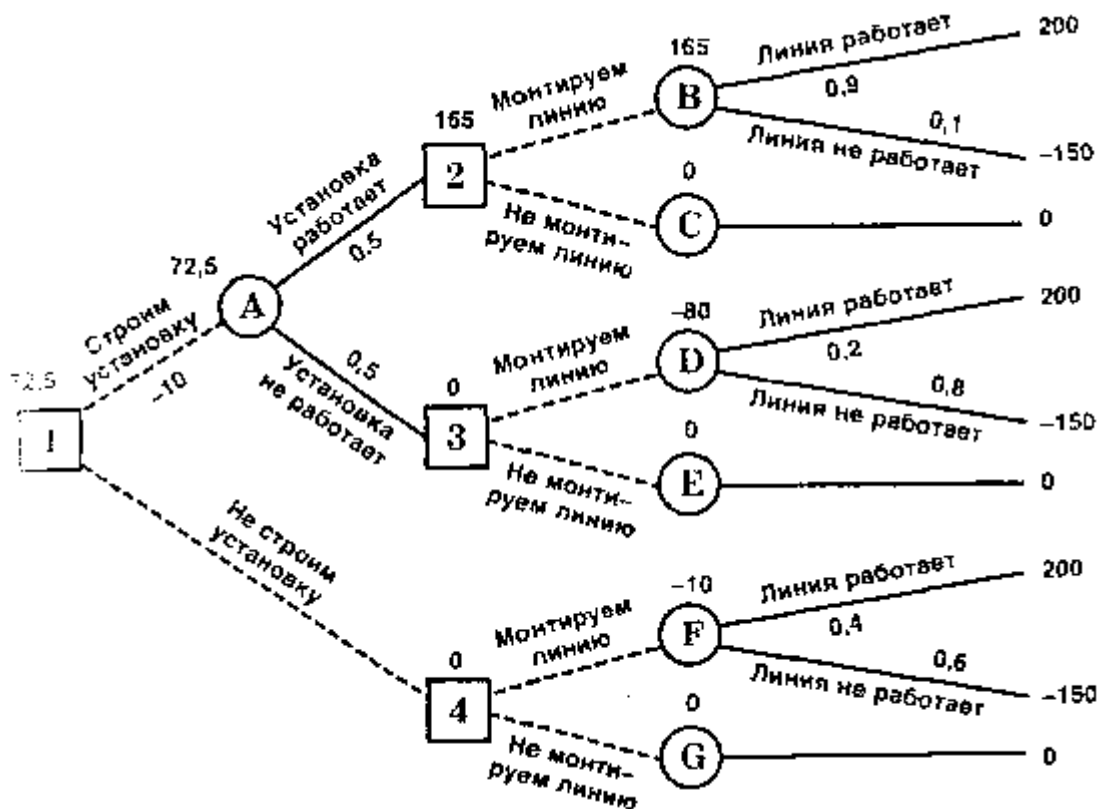 165
B
Линия работает
0,9
200
0,1
Линия не работает
-150
Монтируем
линию
165
2
Не монти-
руем линию
0
C
0
Установка
работает
0,5
72,5
A
Строим
установку
-10
72,5
1
0,5
Установка
не работает
0
3
Монтируем
линию
-80
D
Линия работает
0,2
200
0,8
Линия не работает
-150
Не монти-
руем линию
0
E
0
Не строим
установку
0
4
Монтируем
линию
-10
F
Линия работает
0,4
200
0,6
Линия не работает
-150
Не монти-
руем линию
0
G
0